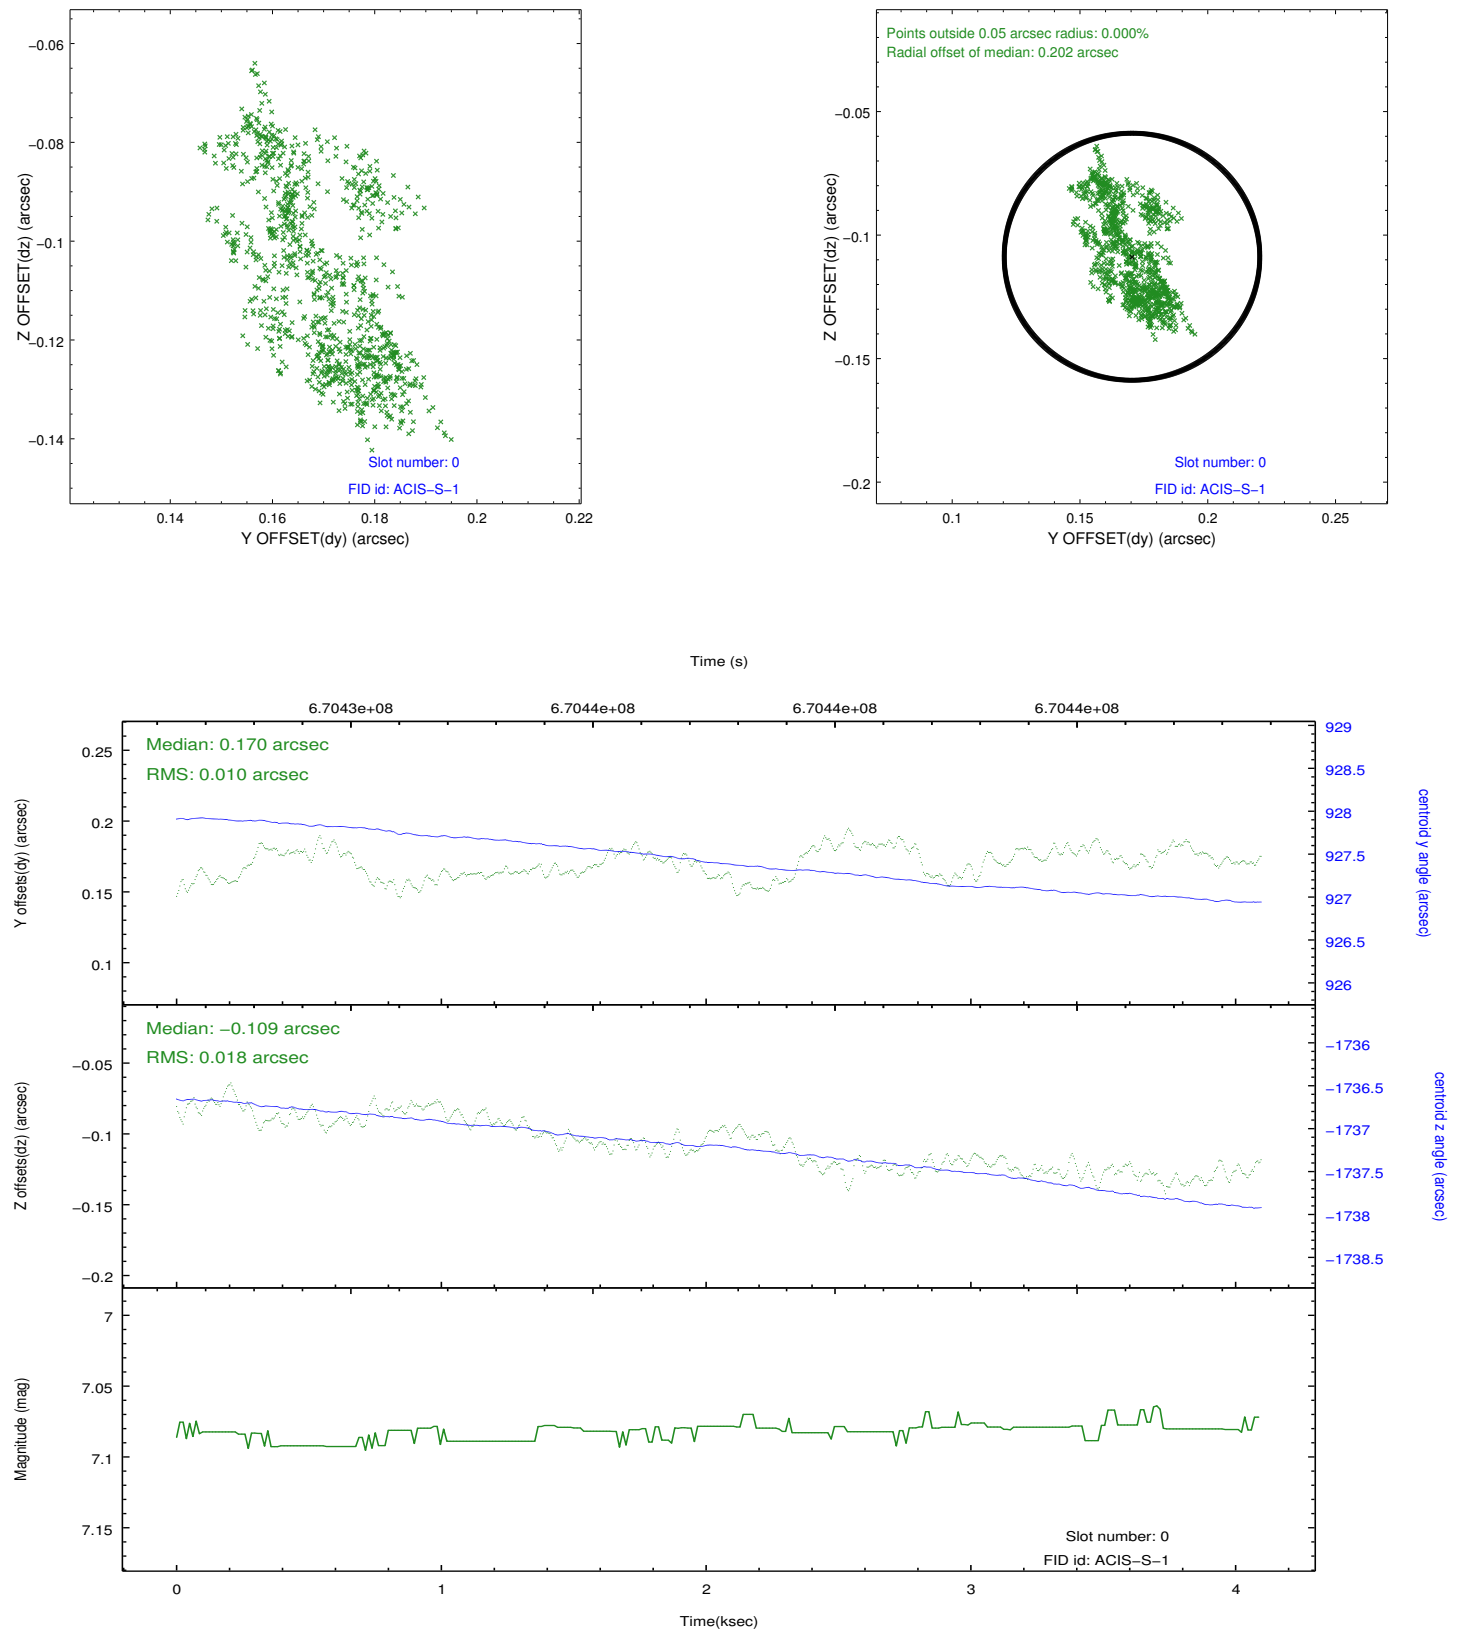 −0.06
−0.08
−0.1
−0.12
−0.14
Z OFFSET(dz) (arcsec)
Slot number: 0
FID id: ACIS−S−1
0.14 0.16 0.18 0.2 0.22
Y OFFSET(dy) (arcsec)
Points outside 0.05 arcsec radius: 0.000%
Radial offset of median: 0.202 arcsec
−0.05
−0.1
−0.15
−0.2
Z OFFSET(dz) (arcsec)
Slot number: 0
FID id: ACIS−S−1
0.1 0.15 0.2 0.25
Y OFFSET(dy) (arcsec)
Time (s)
6.7043e+08 6.7044e+08 6.7044e+08 6.7044e+08
Median: 0.170 arcsec
RMS: 0.010 arcsec
0.25
0.2
0.15
0.1
Y offsets(dy) (arcsec)
929
928.5
928
927.5
927
926.5
926
centroid y angle (arcsec)
Median: −0.109 arcsec
RMS: 0.018 arcsec
−0.05
−0.1
−0.15
−0.2
Z offsets(dz) (arcsec)
−1736
−1736.5
−1737
−1737.5
−1738
−1738.5
centroid z angle (arcsec)
7
7.05
7.1
7.15
Magnitude (mag)
Slot number: 0
FID id: ACIS−S−1
0 1 2 3 4
Time(ksec)